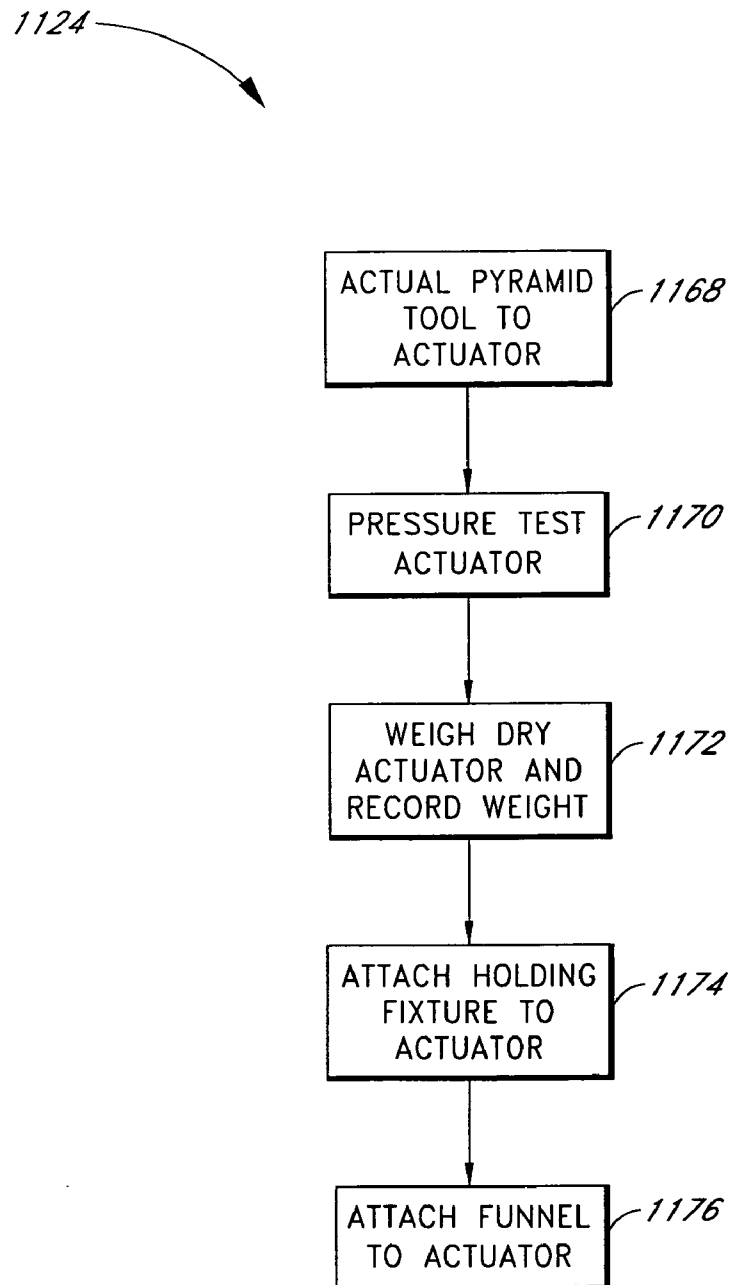 1124
ACTUAL PYRAMID
TOOL TO
ACTUATOR
1168
PRESSURE TEST
ACTUATOR
1170
WEIGH DRY
ACTUATOR AND
RECORD WEIGHT
1172
ATTACH HOLDING
FIXTURE TO
ACTUATOR
1174
ATTACH FUNNEL
TO ACTUATOR
1176